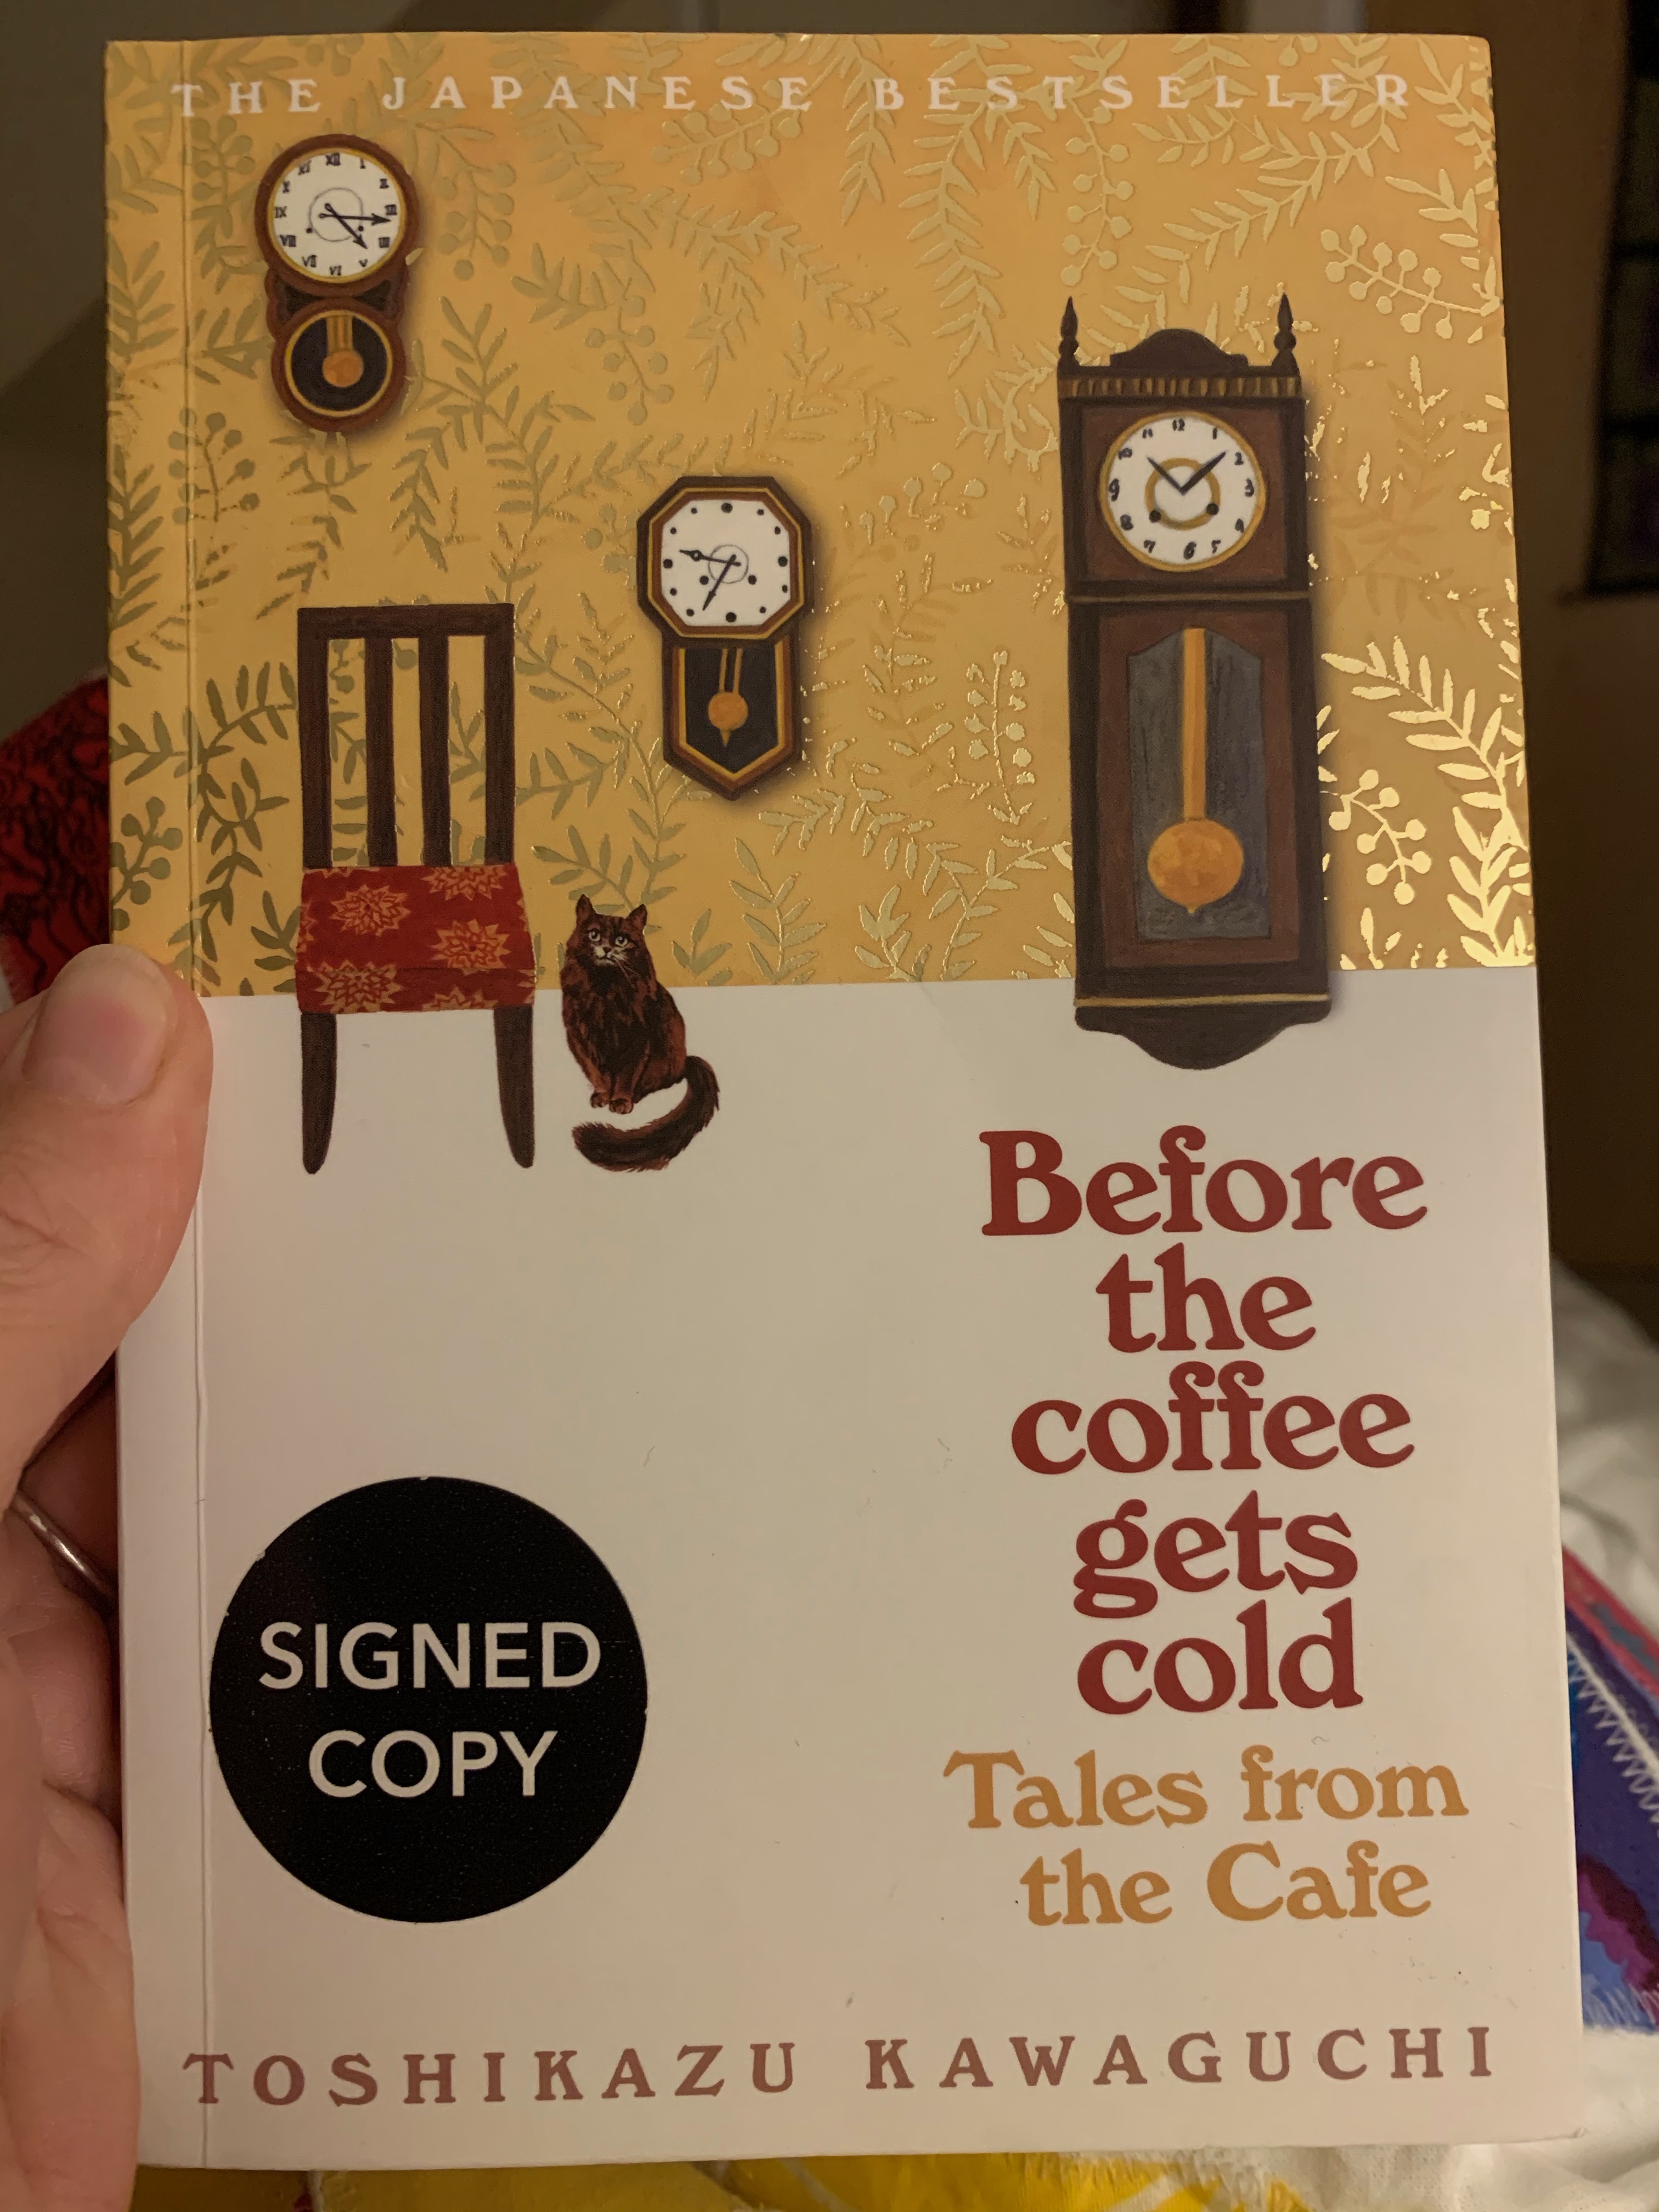 THE JAPANESE BESTSELLER
Before
the
coffee
gets
cold
Tales from
the Cafe
SIGNED
COPY
TOSHIKAZU KAWAGUCHI